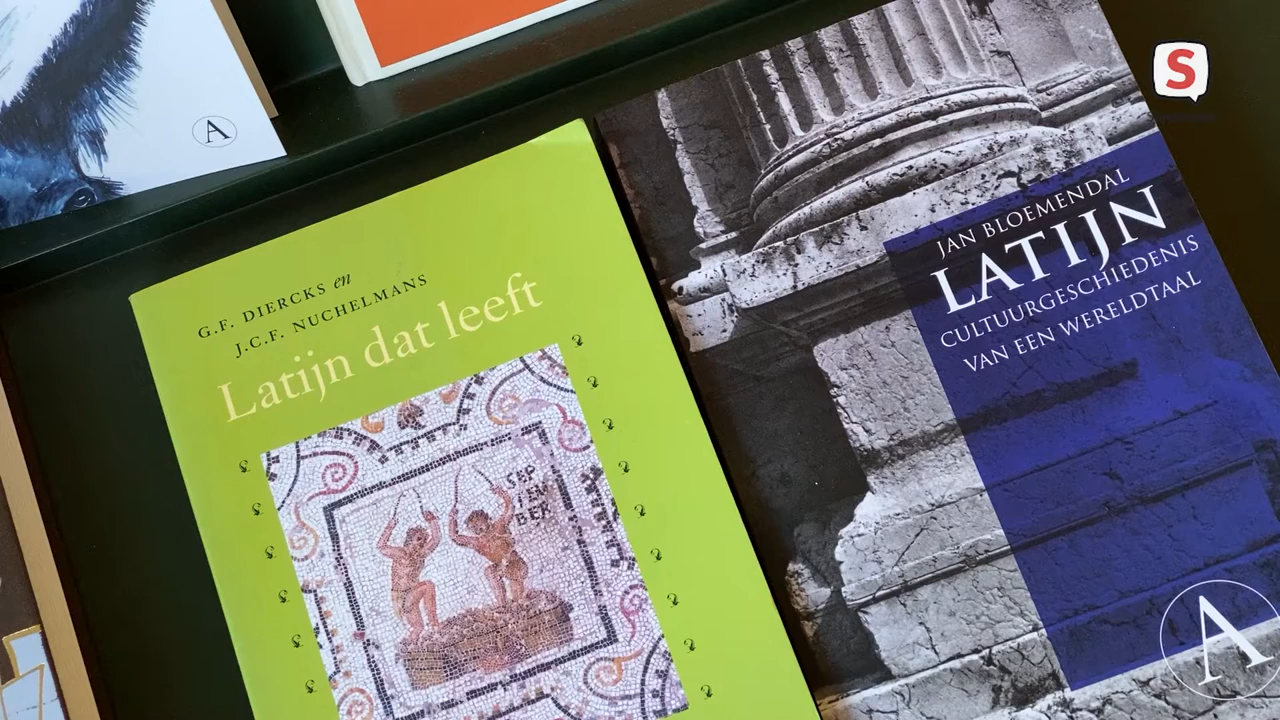 A
S
G.F. DIERCKS en
J.C.F. NUCHELMANS
Latijn dat leeft
SEP
TEM
BER
JAN BLOEMENDAL
LATIJN
CULTUURGESCHIEDENIS
VAN EEN WERELDTAAL
A